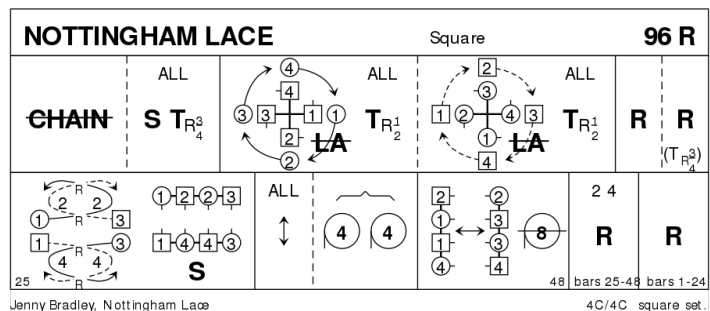 NOTTINGHAM LACE Square 96 R
CHAIN
ALL
S T R 3/4
4
4
3 3 1 1
2
2
LA
ALL
T R 1/2
2
3
1 2 4 3
1
4
LA
ALL
T R 1/2
R R
(T R 3/4)
R
2 2
1 R 3
1 R 3
4 4
R
1 2 2 3
1 4 4 3
S
25
ALL
4 4
2 2
1 3
1 3
4 4
8
48
2 4
R
bars 25-48
R
bars 1-24
Jenny Bradley, Nottingham Lace 4C/4C square set.